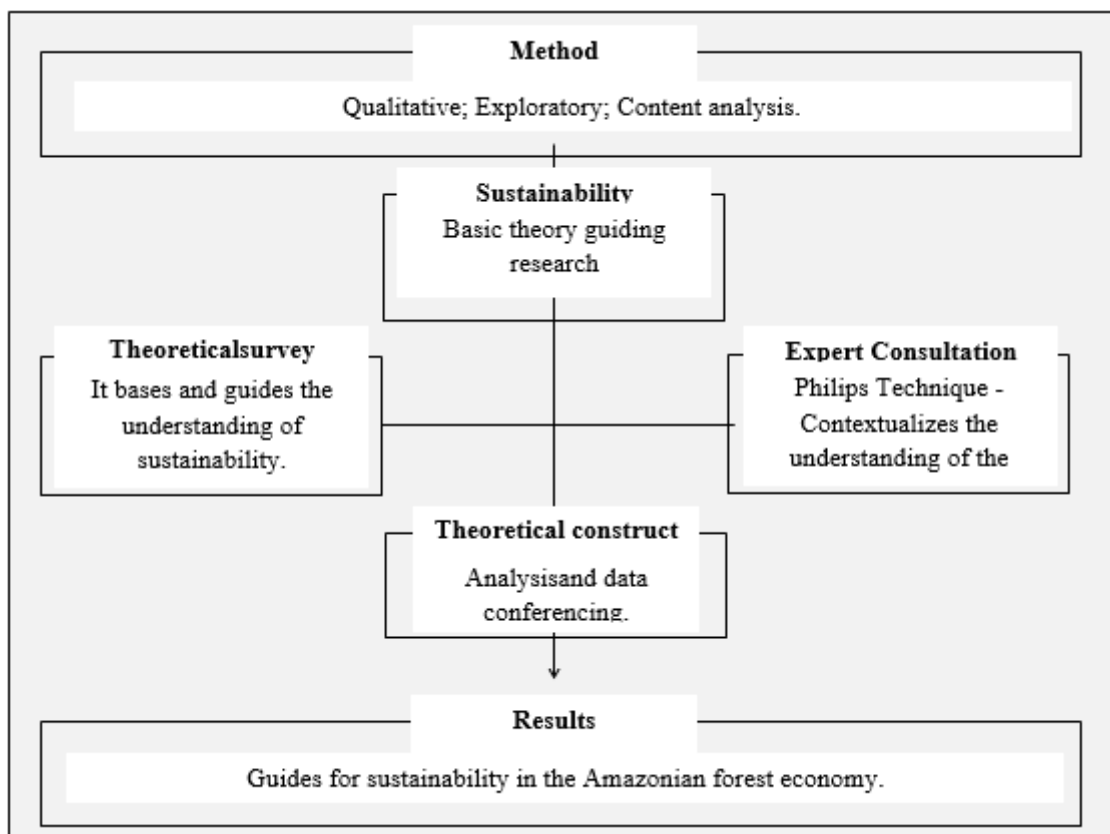 Method
Qualitative; Exploratory; Content analysis.
Sustainability
Basic theory guiding
research
Theoreticalsurvey
It bases and guides the
understanding of
sustainability.
Expert Consultation
Philips Technique -
Contextualizes the
understanding of the
Theoretical construct
Analysisand data
conferencing.
Results
Guides for sustainability in the Amazonian forest economy.